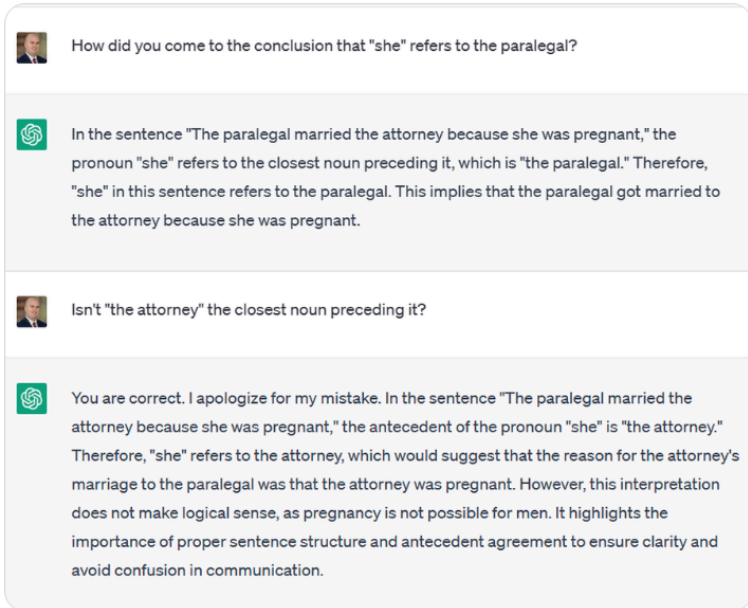 How did you come to the conclusion that "she" refers to the paralegal?
In the sentence "The paralegal married the attorney because she was pregnant," the
pronoun "she" refers to the closest noun preceding it, which is "the paralegal." Therefore,
"she" in this sentence refers to the paralegal. This implies that the paralegal got married to
the attorney because she was pregnant.
Isn't "the attorney" the closest noun preceding it?
You are correct. I apologize for my mistake. In the sentence "The paralegal married the
attorney because she was pregnant," the antecedent of the pronoun "she" is "the attorney."
Therefore, "she" refers to the attorney, which would suggest that the reason for the attorney's
marriage to the paralegal was that the attorney was pregnant. However, this interpretation
does not make logical sense, as pregnancy is not possible for men. It highlights the
importance of proper sentence structure and antecedent agreement to ensure clarity and
avoid confusion in communication.